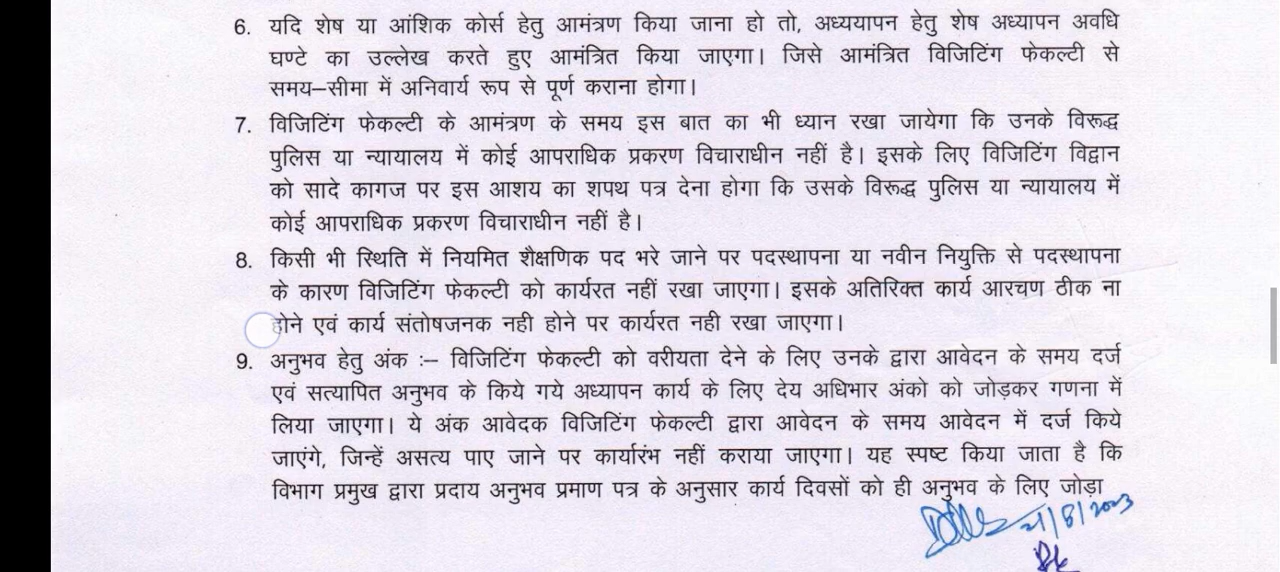 6. यदि शेष या आंशिक कोर्स हेतु आमंत्रण किया जाना हो तो, अध्ययापन हेतु शेष अध्यापन अवधि
घण्टे का उल्लेख करते हुए आमंत्रित किया जाएगा। जिसे आमंत्रित विजिटिंग फेकल्टी से
समय–सीमा में अनिवार्य रूप से पूर्ण कराना होगा।
7. विजिटिंग फेकल्टी के आमंत्रण के समय इस बात का भी ध्यान रखा जायेगा कि उनके विरूद्ध
पुलिस या न्यायालय में कोई आपराधिक प्रकरण विचाराधीन नहीं है। इसके लिए विजिटिंग विद्वान
को सादे कागज पर इस आशय का शपथ पत्र देना होगा कि उसके विरूद्ध पुलिस या न्यायालय में
कोई आपराधिक प्रकरण विचाराधीन नहीं है।
8. किसी भी स्थिति में नियमित शैक्षणिक पद भरे जाने पर पदस्थापना या नवीन नियुक्ति से पदस्थापना
के कारण विजिटिंग फेकल्टी को कार्यरत नहीं रखा जाएगा। इसके अतिरिक्त कार्य आरचण ठीक ना
होने एवं कार्य संतोषजनक नही होने पर कार्यरत नही रखा जाएगा।
9. अनुभव हेतु अंक :– विजिटिंग फेकल्टी को वरीयता देने के लिए उनके द्वारा आवेदन के समय दर्ज
एवं सत्यापित अनुभव के किये गये अध्यापन कार्य के लिए देय अधिभार अंको को जोड़कर गणना में
लिया जाएगा। ये अंक आवेदक विजिटिंग फेकल्टी द्वारा आवेदन के समय आवेदन में दर्ज किये
जाएंगे, जिन्हें असत्य पाए जाने पर कार्यारंभ नहीं कराया जाएगा। यह स्पष्ट किया जाता है कि
विभाग प्रमुख द्वारा प्रदाय अनुभव प्रमाण पत्र के अनुसार कार्य दिवसों को ही अनुभव के लिए जोड़ा
21/8/2023